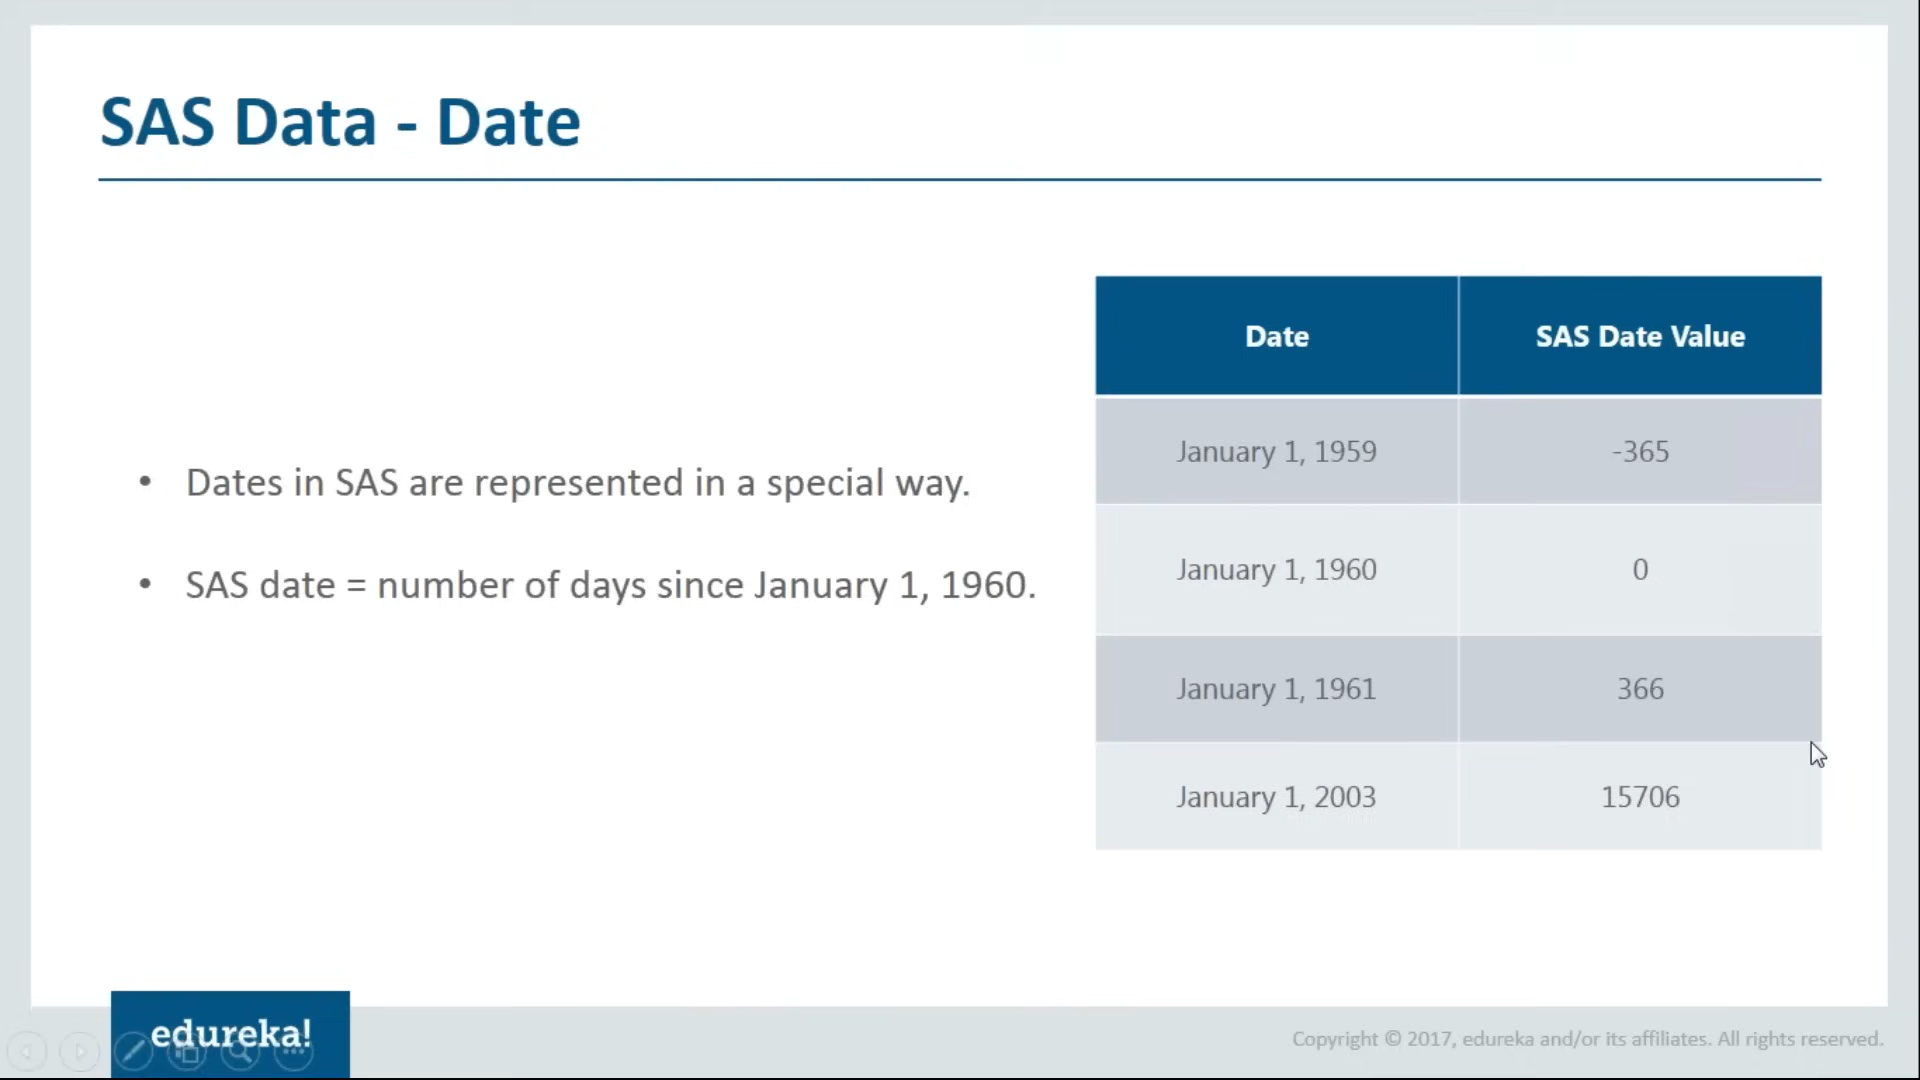 SAS Data - Date
• Dates in SAS are represented in a special way.
• SAS date = number of days since January 1, 1960.
Date SAS Date Value
January 1, 1959 -365
January 1, 1960 0
January 1, 1961 366
January 1, 2003 15706
edureka!
Copyright © 2017, edureka and/or its affiliates. All rights reserved.